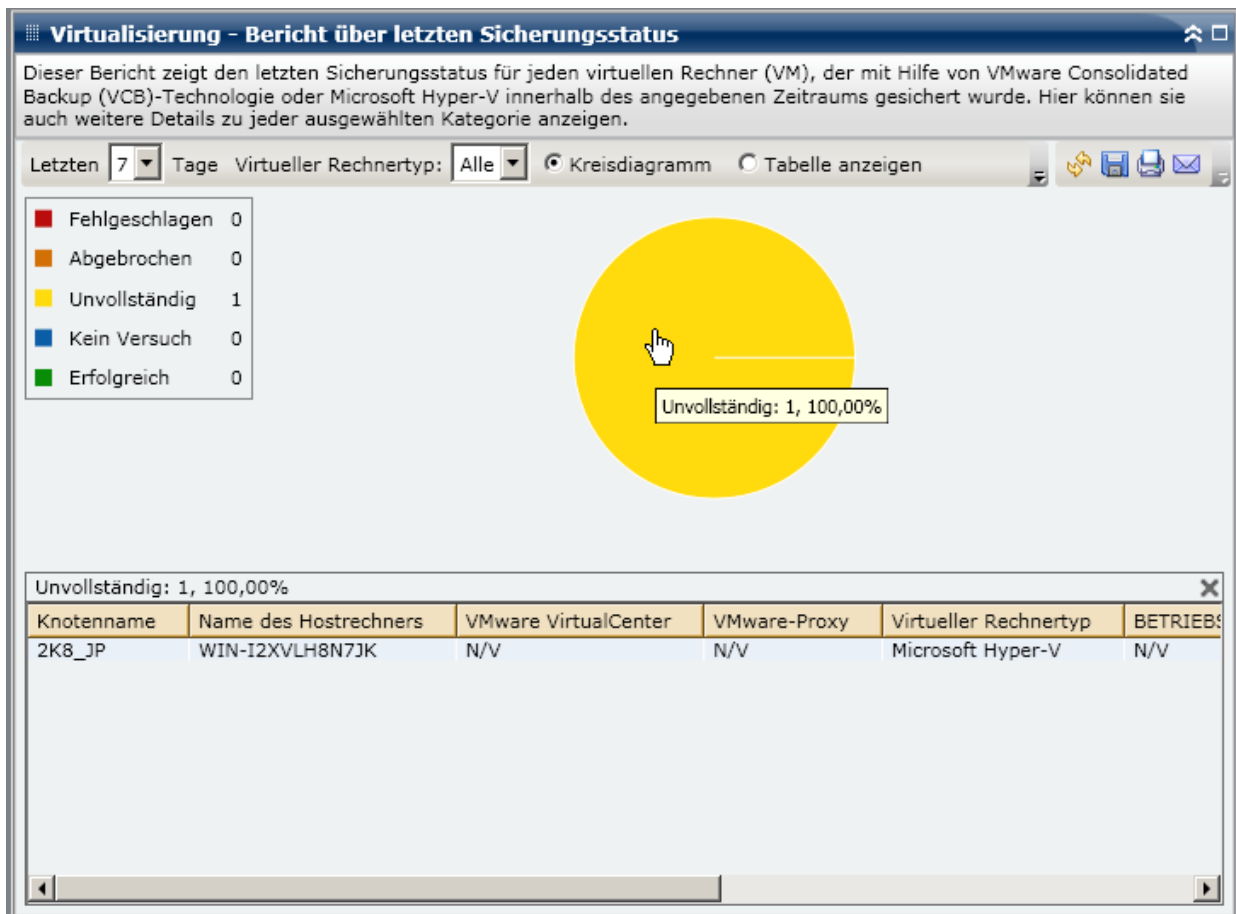 Virtualisierung - Bericht über letzten Sicherungsstatus
Dieser Bericht zeigt den letzten Sicherungsstatus für jeden virtuellen Rechner (VM), der mit Hilfe von VMware Consolidated
Backup (VCB)-Technologie oder Microsoft Hyper-V innerhalb des angegebenen Zeitraums gesichert wurde. Hier können sie
auch weitere Details zu jeder ausgewählten Kategorie anzeigen.
Letzten 7 Tage Virtueller Rechnertyp: Alle Kreisdiagramm Tabelle anzeigen
Fehlgeschlagen 0
Abgebrochen 0
Unvollständig 1
Kein Versuch 0
Erfolgreich 0
Unvollständig: 1, 100,00%
Unvollständig: 1, 100,00%
Knotenname Name des Hostrechners VMware VirtualCenter VMware-Proxy Virtueller Rechnertyp BETRIEBS
2K8_JP WIN-I2XVLH8N7JK N/V N/V Microsoft Hyper-V N/V